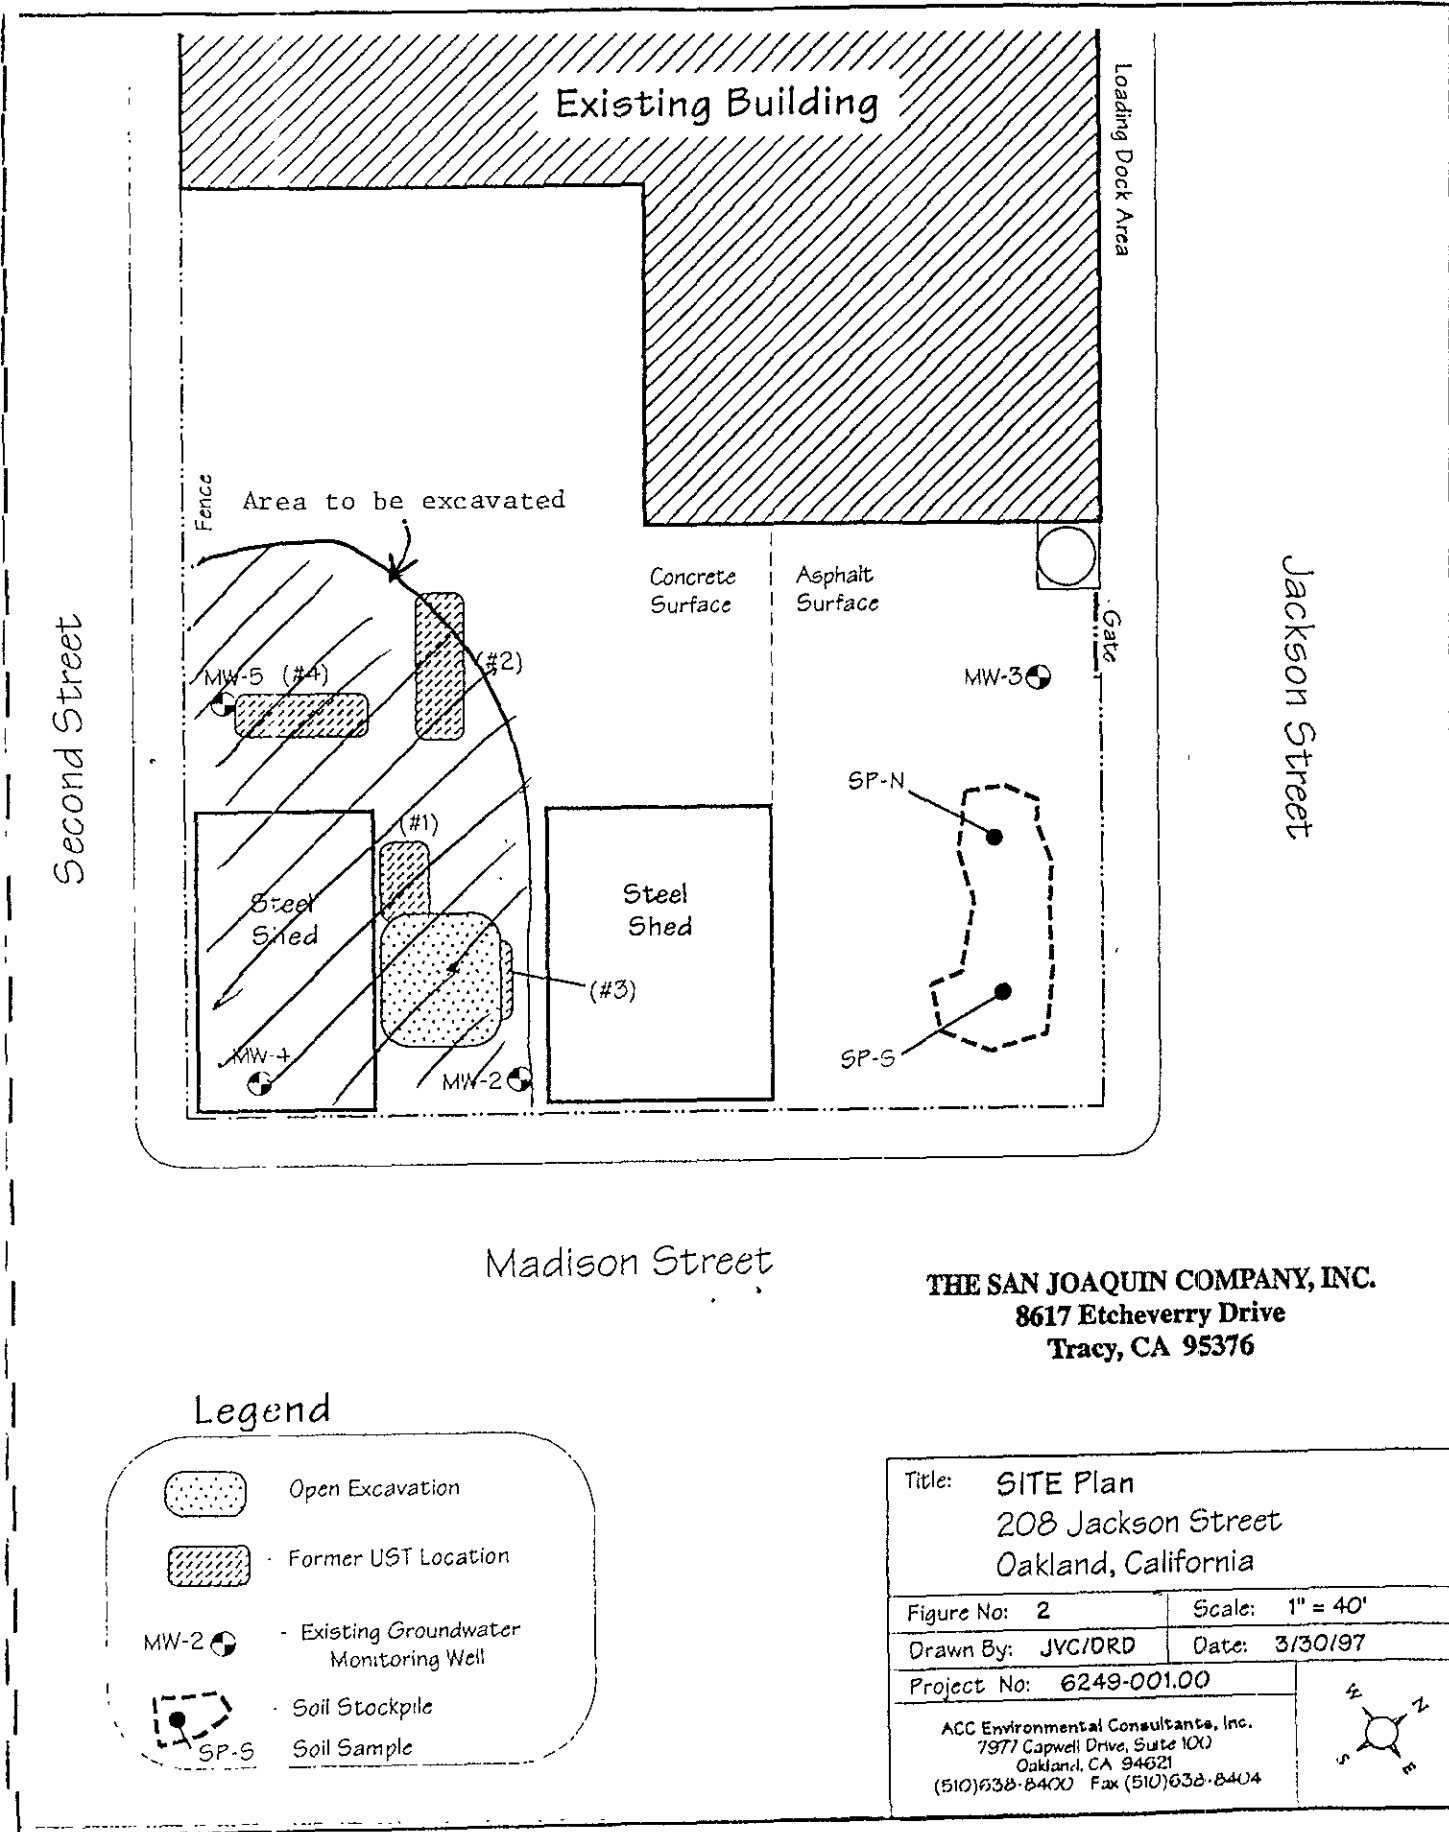 Existing Building
Loading Dock Area
Fence
Area to be excavated
Concrete
Surface
Asphalt
Surface
Gate
Jackson Street
Second Street
MW-5 (#4)
(#2)
MW-3
SP-N
(#1)
Steel
Shed
Steel
Shed
(#3)
MW-4
MW-2
SP-S
Madison Street
THE SAN JOAQUIN COMPANY, INC.
8617 Etcheverry Drive
Tracy, CA 95376
Legend
Open Excavation
- Former UST Location
MW-2 - Existing Groundwater
Monitoring Well
- Soil Stockpile
SP-S Soil Sample
Title: SITE Plan
208 Jackson Street
Oakland, California
Figure No: 2 Scale: 1" = 40'
Drawn By: JVC/DRD Date: 3/30/97
Project No: 6249-001.00
ACC Environmental Consultants, Inc.
7977 Capwell Drive, Suite 100
Oakland, CA 94621
(510)638-8400 Fax (510)638-8404
W
N
S
E